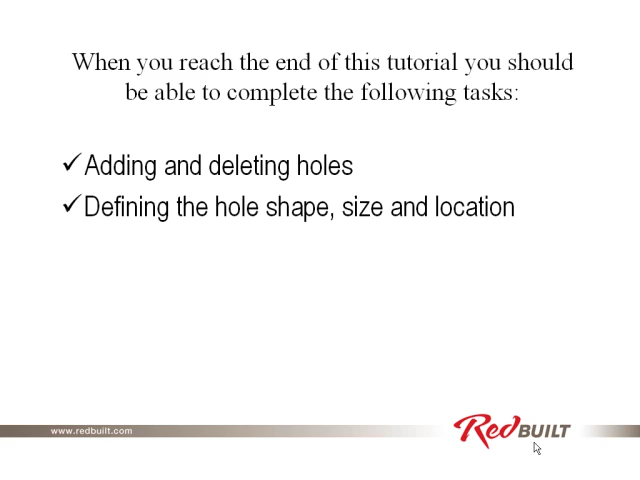 When you reach the end of this tutorial you should
be able to complete the following tasks:
✓Adding and deleting holes
✓Defining the hole shape, size and location
www.redbuilt.com
RedBUILT